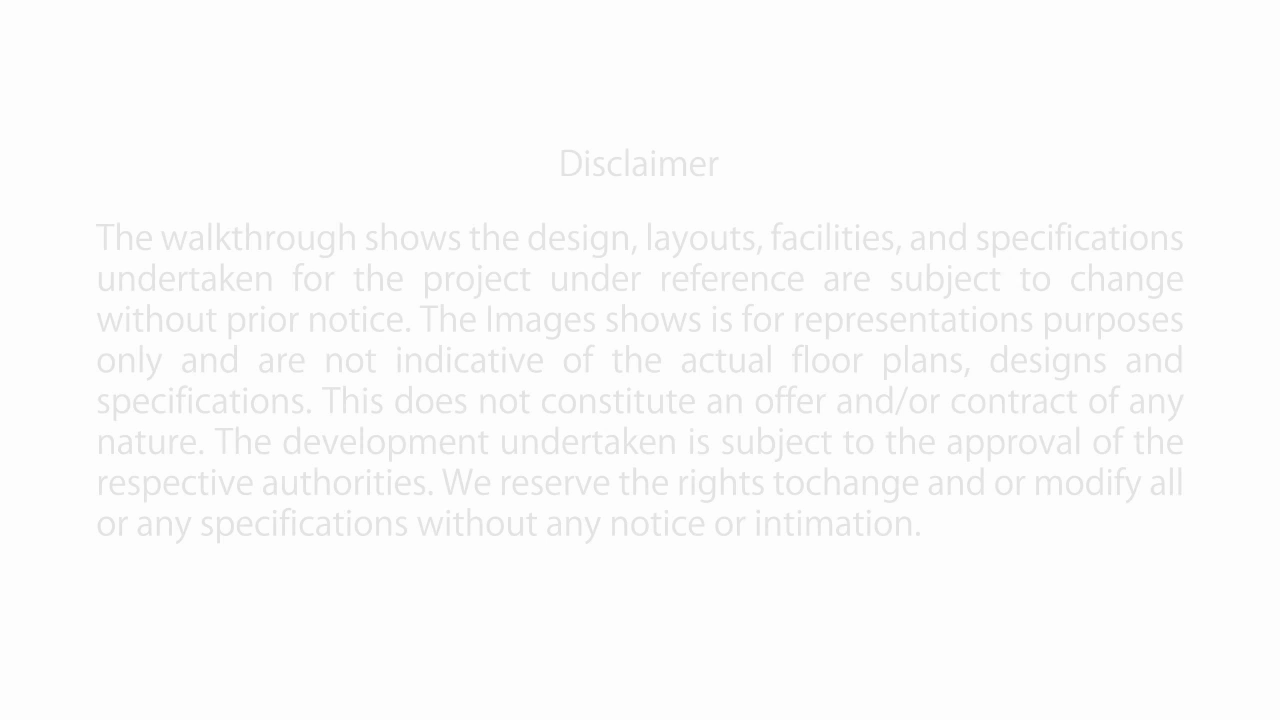 Disclaimer
The walkthrough shows the design, layouts, facilities, and specifications
undertaken for the project under reference are subject to change
without prior notice. The Images shows is for representations purposes
only and are not indicative of the actual floor plans, designs and
specifications. This does not constitute an offer and/or contract of any
nature. The development undertaken is subject to the approval of the
respective authorities. We reserve the rights tochange and or modify all
or any specifications without any notice or intimation.